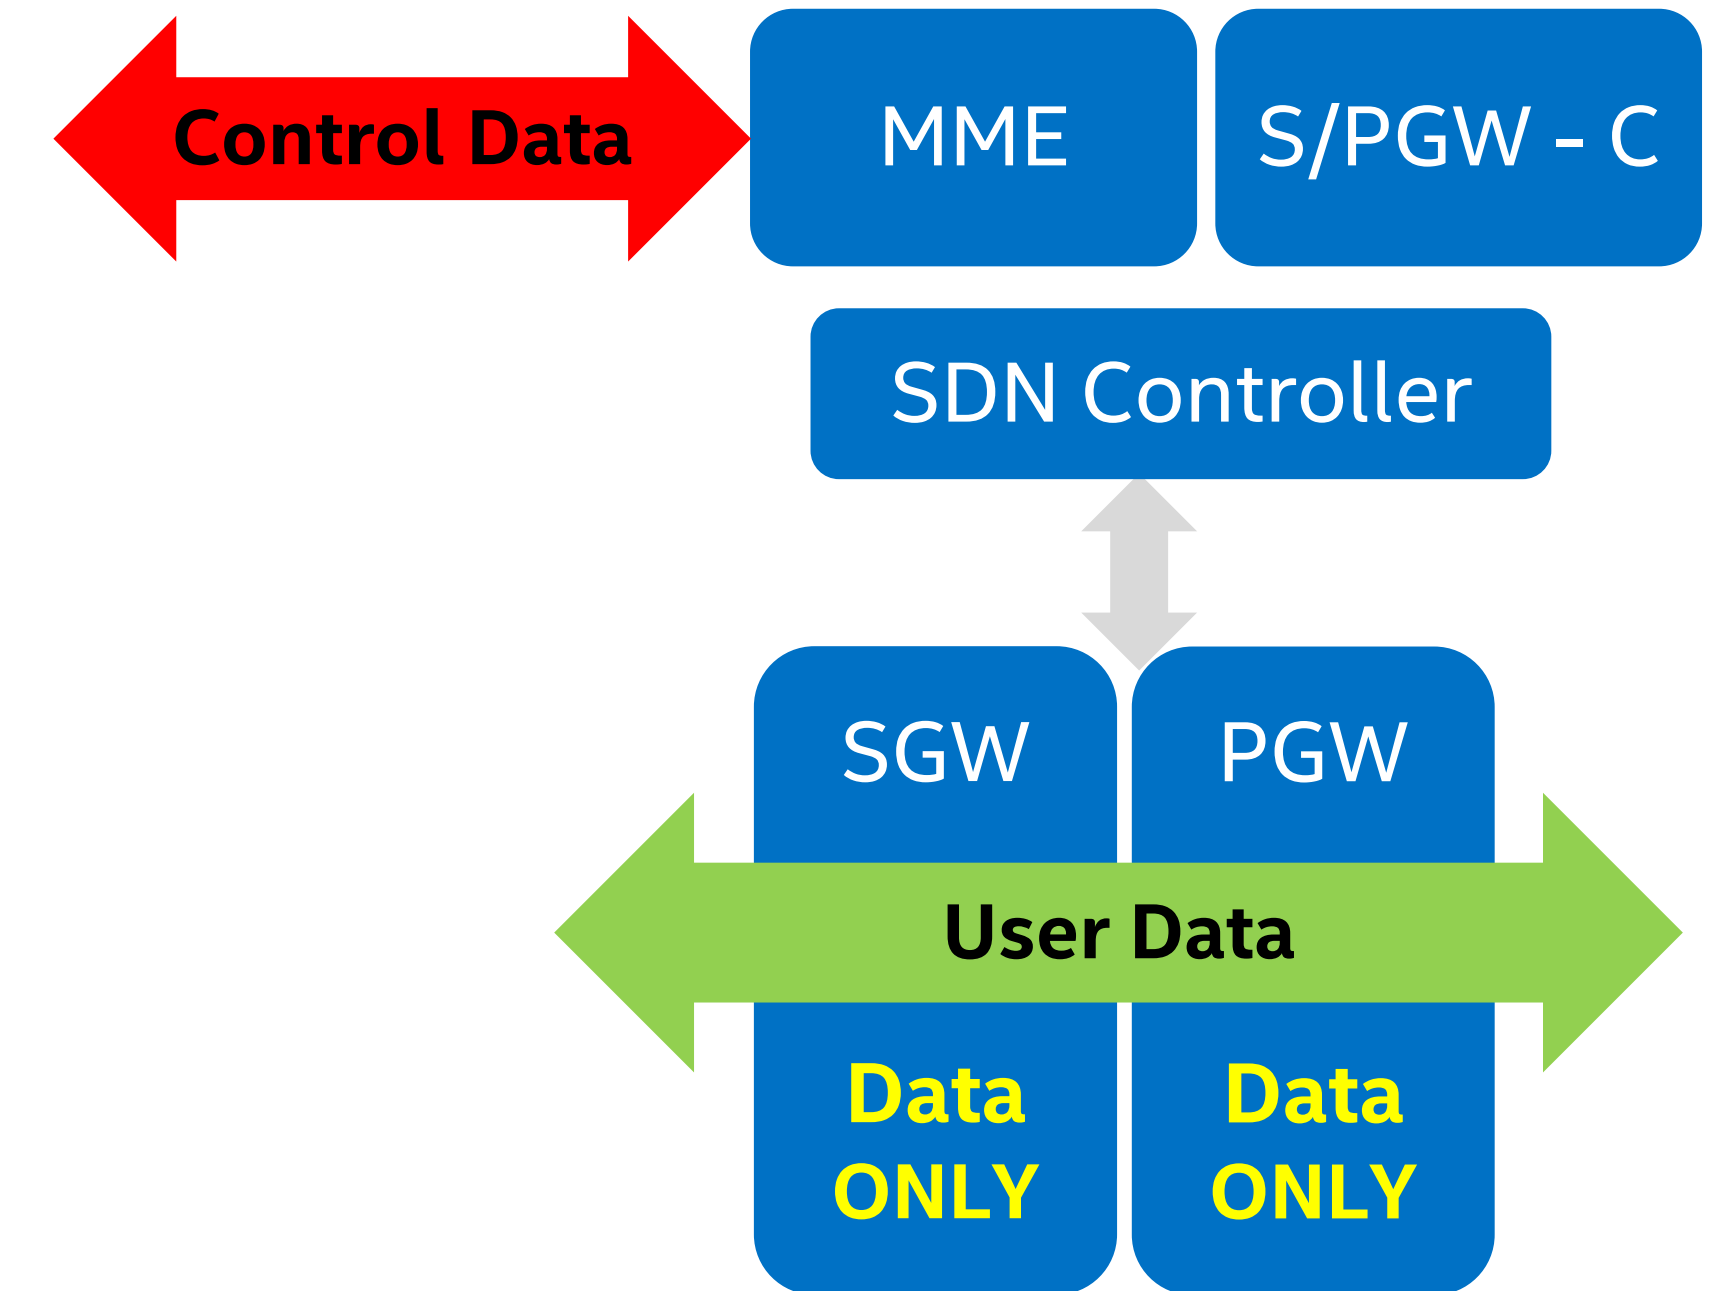 Control Data
MME
S/PGW - C
SDN Controller
SGW
PGW
User Data
Data
ONLY
Data
ONLY